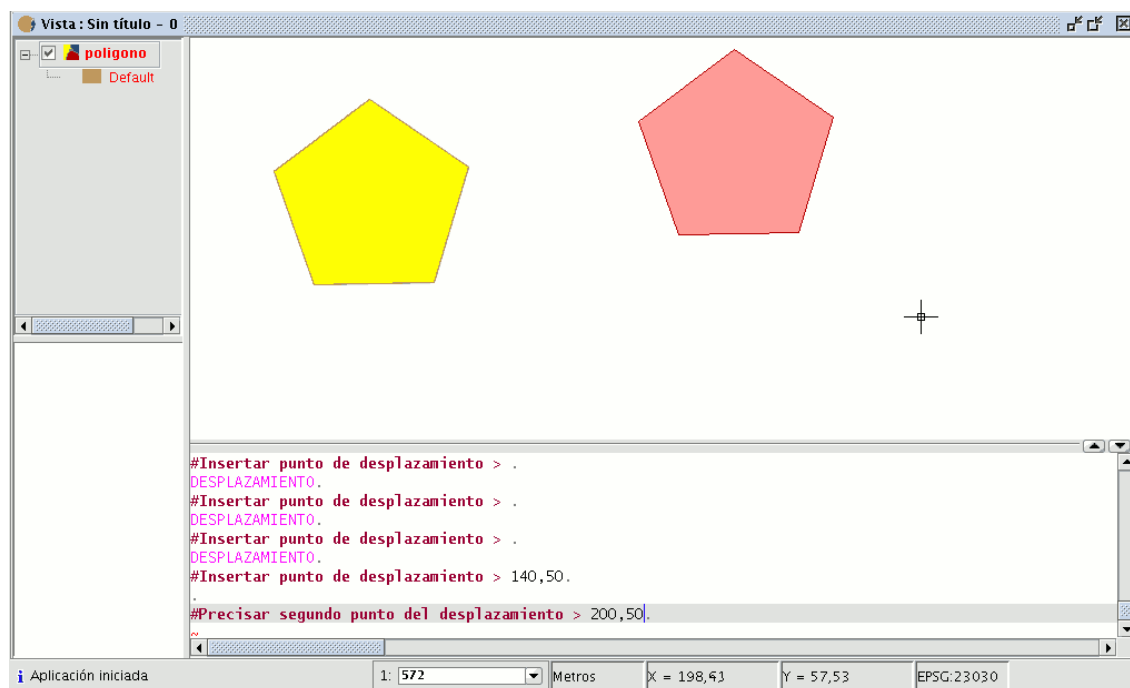 Vista : Sin título - 0
poligono
Default
#Insertar punto de desplazamiento > .
DESPLAZAMIENTO.
#Insertar punto de desplazamiento > .
DESPLAZAMIENTO.
#Insertar punto de desplazamiento > .
DESPLAZAMIENTO.
#Insertar punto de desplazamiento > 140,50.
.
#Precisar segundo punto del desplazamiento > 200,50.
~
i Aplicación iniciada
1: 572
Metros
X = 198,61
Y = 57,53
EPSG:23030